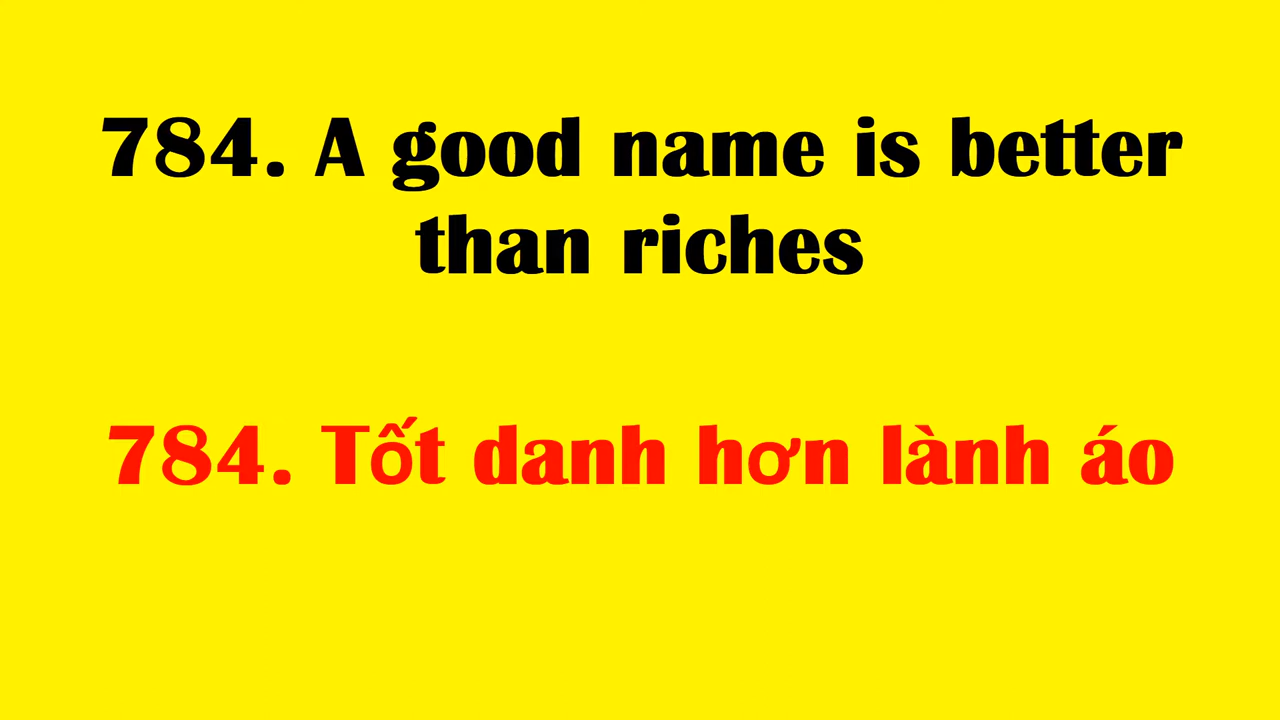 784. A good name is better
than riches
784. Tốt danh hơn lành áo